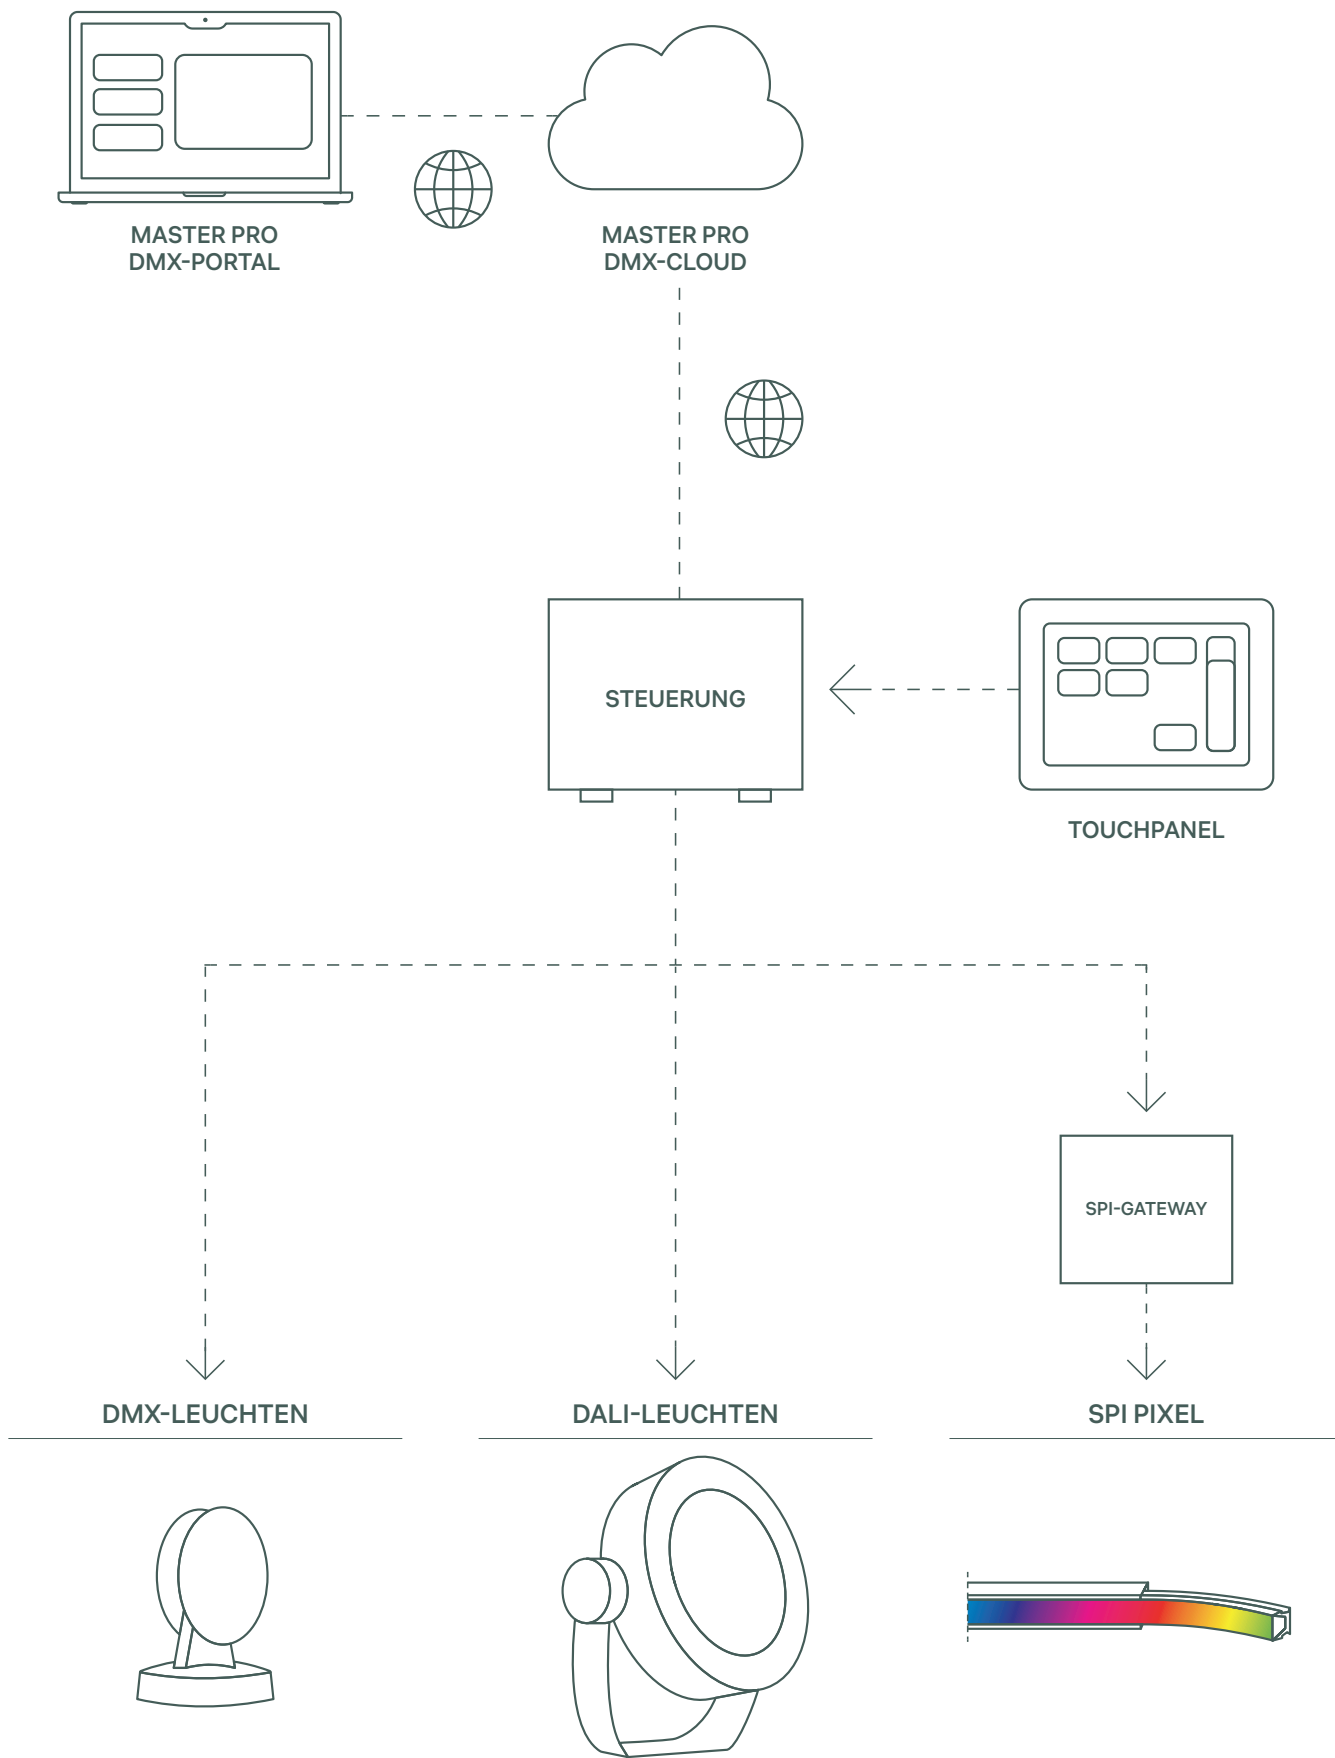 MASTER PRO
DMX-PORTAL
MASTER PRO
DMX-CLOUD
STEUERUNG
TOUCHPANEL
SPI-GATEWAY
DMX-LEUCHTEN
DALI-LEUCHTEN
SPI PIXEL